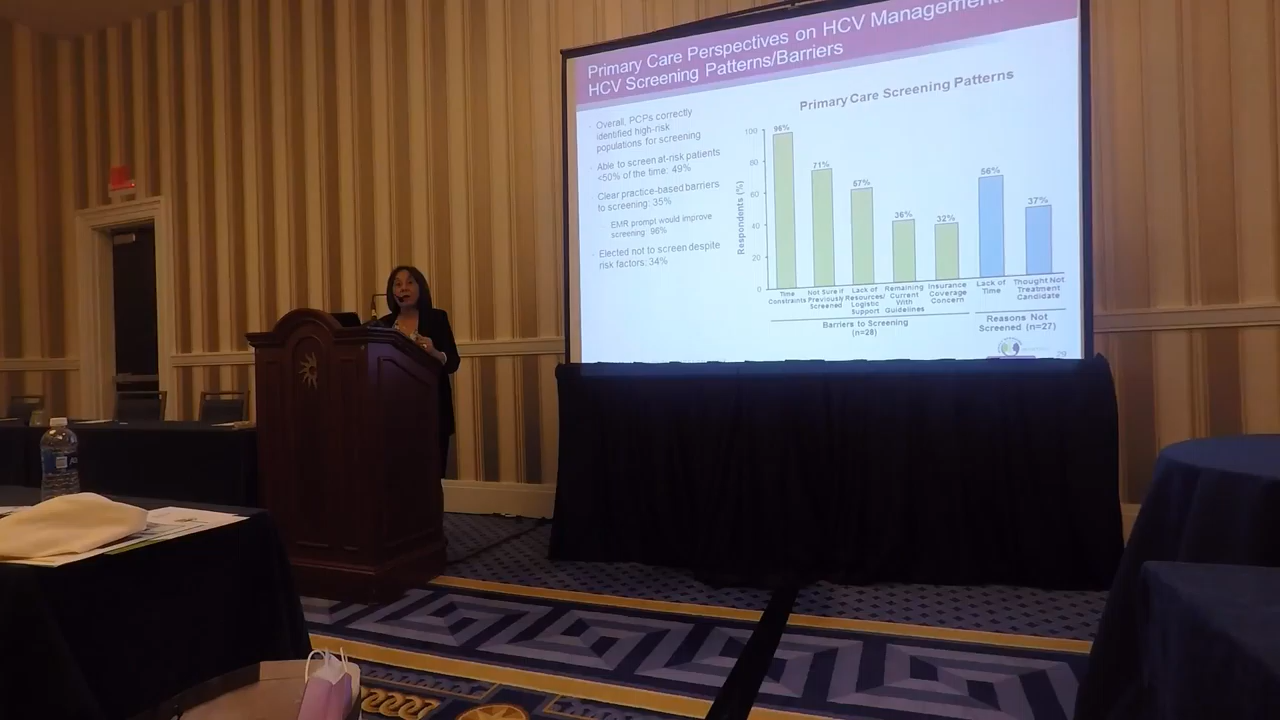 Primary Care Perspectives on HCV Management:
HCV Screening Patterns/Barriers
Overall, PCPs correctly
identified high-risk
populations for screening
Able to screen at-risk patients
<50% of the time: 49%
Clear practice-based barriers
to screening: 35%
EMR prompt would improve
screening: 96%
Elected not to screen despite
risk factors, 34%
Primary Care Screening Patterns
Respondents (%)
100
80
60
40
20
0
96%
71%
57%
36%
32%
56%
37%
Time
Constraints
Not Sure if
Previously
Screened
Lack of
Resources/
Logistic
Support
Remaining
Current
With
Guidelines
Insurance
Coverage
Concern
Lack of
Time
Thought Not
Treatment
Candidate
Barriers to Screening
(n=28)
Reasons Not
Screened (n=27)
29